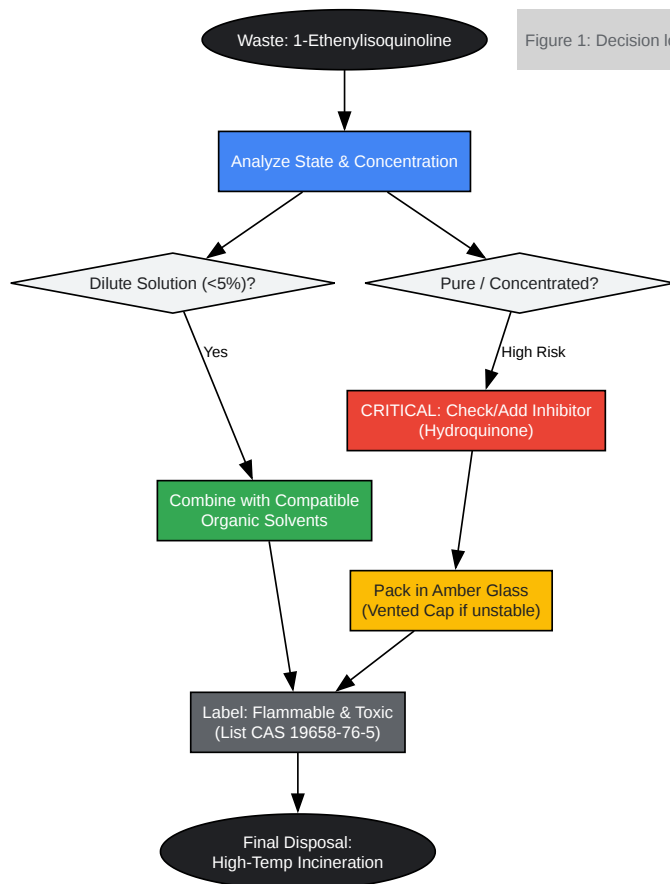 Waste: 1-Ethenylisoquinoline
Figure 1: Decision
Analyze State & Concentration
Dilute Solution (<5%)?
Pure / Concentrated?
Yes
High Risk
CRITICAL: Check/Add Inhibitor
(Hydroquinone)
Combine with Compatible
Organic Solvents
Pack in Amber Glass
(Vented Cap if unstable)
Label: Flammable & Toxic
(List CAS 19658-76-5)
Final Disposal:
High-Temp Incineration